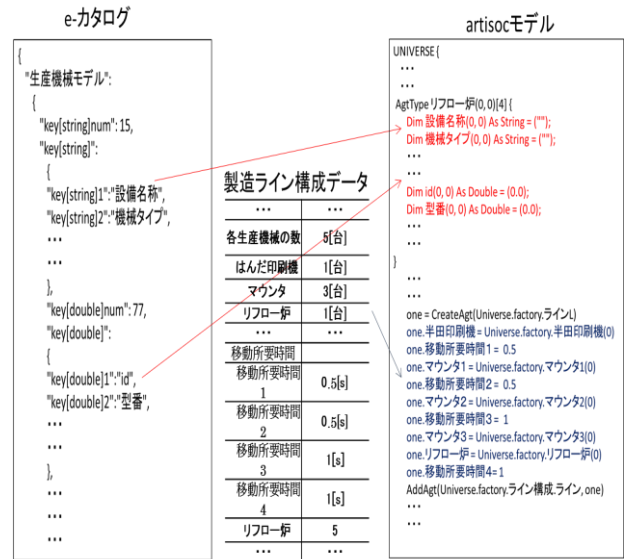 e-カタログ
{
"生産機械モデル":
{
"key[string]num": 15,
"key[string]":
{
"key[string]1":"設備名称",
"key[string]2":"機械タイプ",
...
...
},
"key[double]num": 77,
"key[double]":
{
"key[double]1":"id",
"key[double]2":"型番",
...
...
},
...
...
...
製造ライン構成データ
... ...
各生産機械の数 5[台]
はんだ印刷機 1[台]
マウンタ 3[台]
リフロー炉 1[台]
... ...
移動所要時間
移動所要時間1 0.5[s]
移動所要時間2 0.5[s]
移動所要時間3 1[s]
移動所要時間4 1[s]
リフロー炉 5
... ...
artisocモデル
UNIVERSE {
...
...
AgtType リフロー炉(0, 0)[4] {
Dim 設備名称(0, 0) As String = ("");
Dim 機械タイプ(0, 0) As String = ("");
...
...
Dim id(0, 0) As Double = (0.0);
Dim 型番(0, 0) As Double = (0.0);
...
...
}
...
...
one = CreateAgt(Universe.factory.ラインL)
one.半田印刷機 = Universe.factory.半田印刷機(0)
one.移動所要時間1 = 0.5
one.マウンタ1 = Universe.factory.マウンタ1(0)
one.移動所要時間2 = 0.5
one.マウンタ2 = Universe.factory.マウンタ2(0)
one.移動所要時間3 = 1
one.マウンタ3 = Universe.factory.マウンタ3(0)
one.リフロー炉 = Universe.factory.リフロー炉(0)
one.移動所要時間4=1
AddAgt(Universe.factory.ライン構成.ライン, one)
...
...